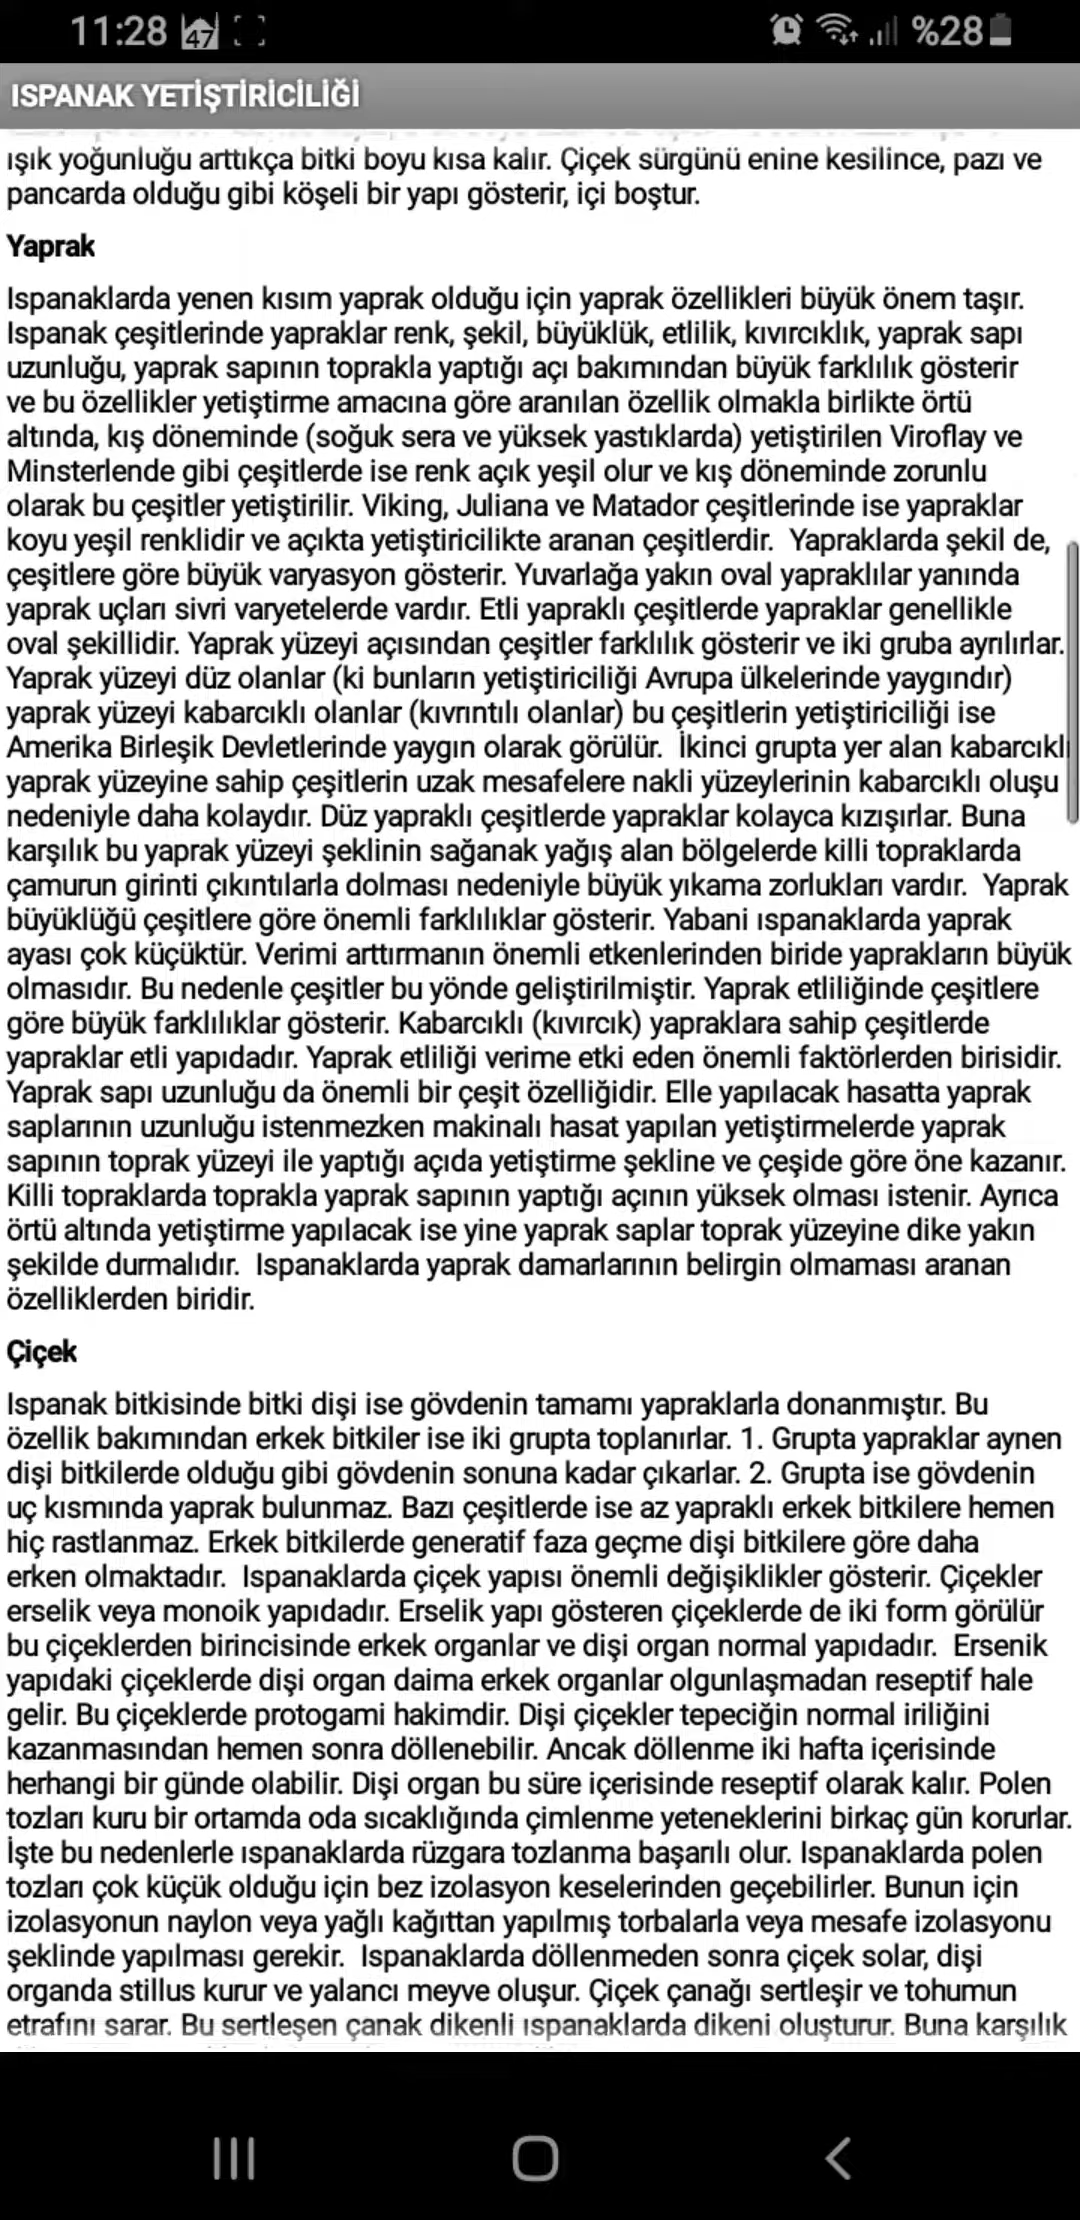 11:28 47 %28
ISPANAK YETİŞTİRİCİLİĞİ
ışık yoğunluğu arttıkça bitki boyu kısa kalır. Çiçek sürgünü enine kesilince, pazı ve
pancarda olduğu gibi köşeli bir yapı gösterir, içi boştur.
Yaprak
Ispanaklarda yenen kısım yaprak olduğu için yaprak özellikleri büyük önem taşır.
Ispanak çeşitlerinde yapraklar renk, şekil, büyüklük, etlilik, kıvırcıklık, yaprak sapı
uzunluğu, yaprak sapının toprakla yaptığı açı bakımından büyük farklılık gösterir
ve bu özellikler yetiştirme amacına göre aranılan özellik olmakla birlikte örtü
altında, kış döneminde (soğuk sera ve yüksek yastıklarda) yetiştirilen Viroflay ve
Minsterlende gibi çeşitlerde ise renk açık yeşil olur ve kış döneminde zorunlu
olarak bu çeşitler yetiştirilir. Viking, Juliana ve Matador çeşitlerinde ise yapraklar
koyu yeşil renklidir ve açıkta yetiştiricilikte aranan çeşitlerdir. Yapraklarda şekil de,
çeşitlere göre büyük varyasyon gösterir. Yuvarlağa yakın oval yapraklılar yanında
yaprak uçları sivri varyetelerde vardır. Etli yapraklı çeşitlerde yapraklar genellikle
oval şekillidir. Yaprak yüzeyi açısından çeşitler farklılık gösterir ve iki gruba ayrılırlar.
Yaprak yüzeyi düz olanlar (ki bunların yetiştiriciliği Avrupa ülkelerinde yaygındır)
yaprak yüzeyi kabarcıklı olanlar (kıvrıntılı olanlar) bu çeşitlerin yetiştiriciliği ise
Amerika Birleşik Devletlerinde yaygın olarak görülür. İkinci grupta yer alan kabarcıklı
yaprak yüzeyine sahip çeşitlerin uzak mesafelere nakli yüzeylerinin kabarcıklı oluşu
nedeniyle daha kolaydır. Düz yapraklı çeşitlerde yapraklar kolayca kızışırlar. Buna
karşılık bu yaprak yüzeyi şeklinin sağanak yağış alan bölgelerde killi topraklarda
çamurun girinti çıkıntılarla dolması nedeniyle büyük yıkama zorlukları vardır. Yaprak
büyüklüğü çeşitlere göre önemli farklılıklar gösterir. Yabani ıspanaklarda yaprak
ayası çok küçüktür. Verimi arttırmanın önemli etkenlerinden biride yaprakların büyük
olmasıdır. Bu nedenle çeşitler bu yönde geliştirilmiştir. Yaprak etliliğinde çeşitlere
göre büyük farklılıklar gösterir. Kabarcıklı (kıvırcık) yapraklara sahip çeşitlerde
yapraklar etli yapıdadır. Yaprak etliliği verime etki eden önemli faktörlerden birisidir.
Yaprak sapı uzunluğu da önemli bir çeşit özelliğidir. Elle yapılacak hasatta yaprak
saplarının uzunluğu istenmezken makinalı hasat yapılan yetiştirmelerde yaprak
sapının toprak yüzeyi ile yaptığı açıda yetiştirme şekline ve çeşide göre öne kazanır.
Killi topraklarda toprakla yaprak sapının yaptığı açının yüksek olması istenir. Ayrıca
örtü altında yetiştirme yapılacak ise yine yaprak saplar toprak yüzeyine dike yakın
şekilde durmalıdır. Ispanaklarda yaprak damarlarının belirgin olmaması aranan
özelliklerden biridir.
Çiçek
Ispanak bitkisinde bitki dişi ise gövdenin tamamı yapraklarla donanmıştır. Bu
özellik bakımından erkek bitkiler ise iki grupta toplanırlar. 1. Grupta yapraklar aynen
dişi bitkilerde olduğu gibi gövdenin sonuna kadar çıkarlar. 2. Grupta ise gövdenin
uç kısmında yaprak bulunmaz. Bazı çeşitlerde ise az yapraklı erkek bitkilere hemen
hiç rastlanmaz. Erkek bitkilerde generatif faza geçme dişi bitkilere göre daha
erken olmaktadır. Ispanaklarda çiçek yapısı önemli değişiklikler gösterir. Çiçekler
erselik veya monoik yapıdadır. Erselik yapı gösteren çiçeklerde de iki form görülür
bu çiçeklerden birincisinde erkek organlar ve dişi organ normal yapıdadır. Ersenik
yapıdaki çiçeklerde dişi organ daima erkek organlar olgunlaşmadan reseptif hale
gelir. Bu çiçeklerde protogami hakimdir. Dişi çiçekler tepeciğin normal iriliğini
kazanmasından hemen sonra döllenebilir. Ancak döllenme iki hafta içerisinde
herhangi bir günde olabilir. Dişi organ bu süre içerisinde reseptif olarak kalır. Polen
tozları kuru bir ortamda oda sıcaklığında çimlenme yeteneklerini birkaç gün korurlar.
İşte bu nedenlerle ıspanaklarda rüzgara tozlanma başarılı olur. Ispanaklarda polen
tozları çok küçük olduğu için bez izolasyon keselerinden geçebilirler. Bunun için
izolasyonun naylon veya yağlı kağıttan yapılmış torbalarla veya mesafe izolasyonu
şeklinde yapılması gerekir. Ispanaklarda döllenmeden sonra çiçek solar, dişi
organda stillus kurur ve yalancı meyve oluşur. Çiçek çanağı sertleşir ve tohumun
etrafını sarar. Bu sertleşen çanak dikenli ıspanaklarda dikeni oluşturur. Buna karşılık